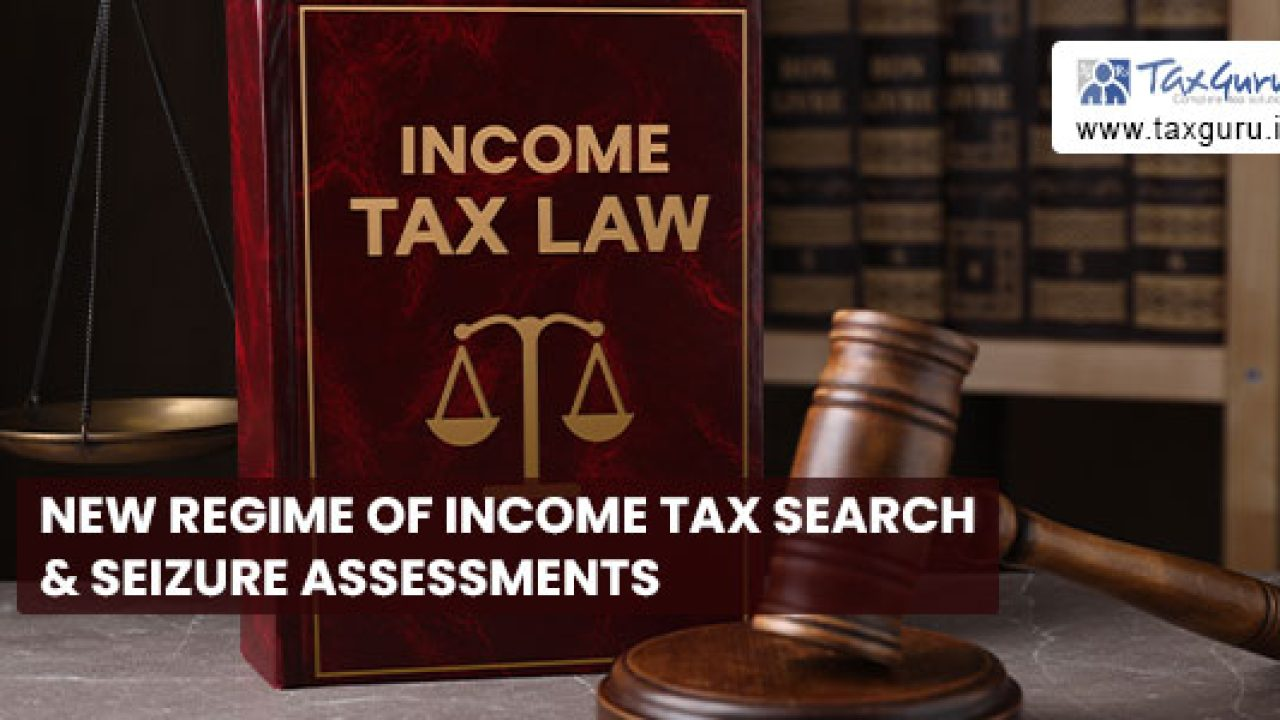 INCOME
TAX LAW
TaxGuru
www.taxguru.i
NEW REGIME OF INCOME TAX SEARCH
& SEIZURE ASSESSMENTS